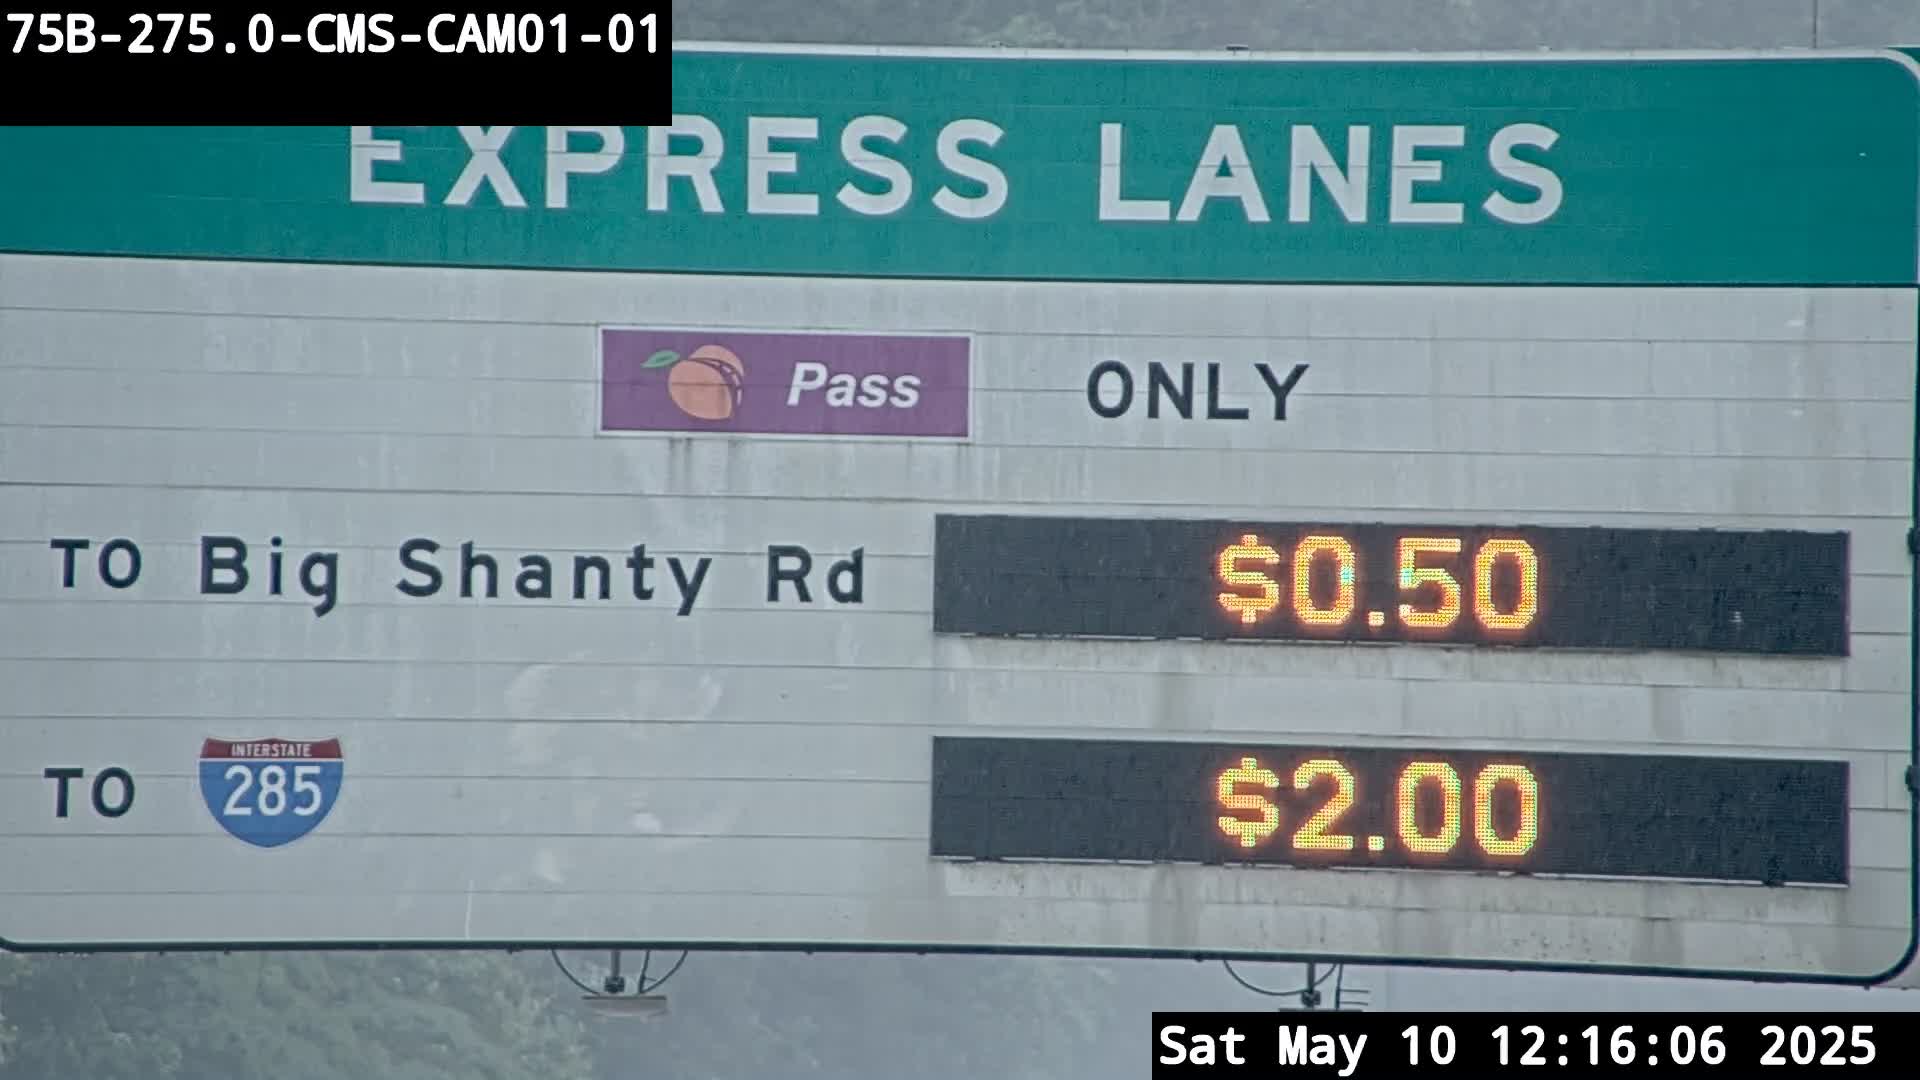 75B-275.0-CMS-CAM01-01
EXPRESS LANES
Pass ONLY
TO Big Shanty Rd $0.50
INTERSTATE
TO 285 $2.00
Sat May 10 12:16:06 2025